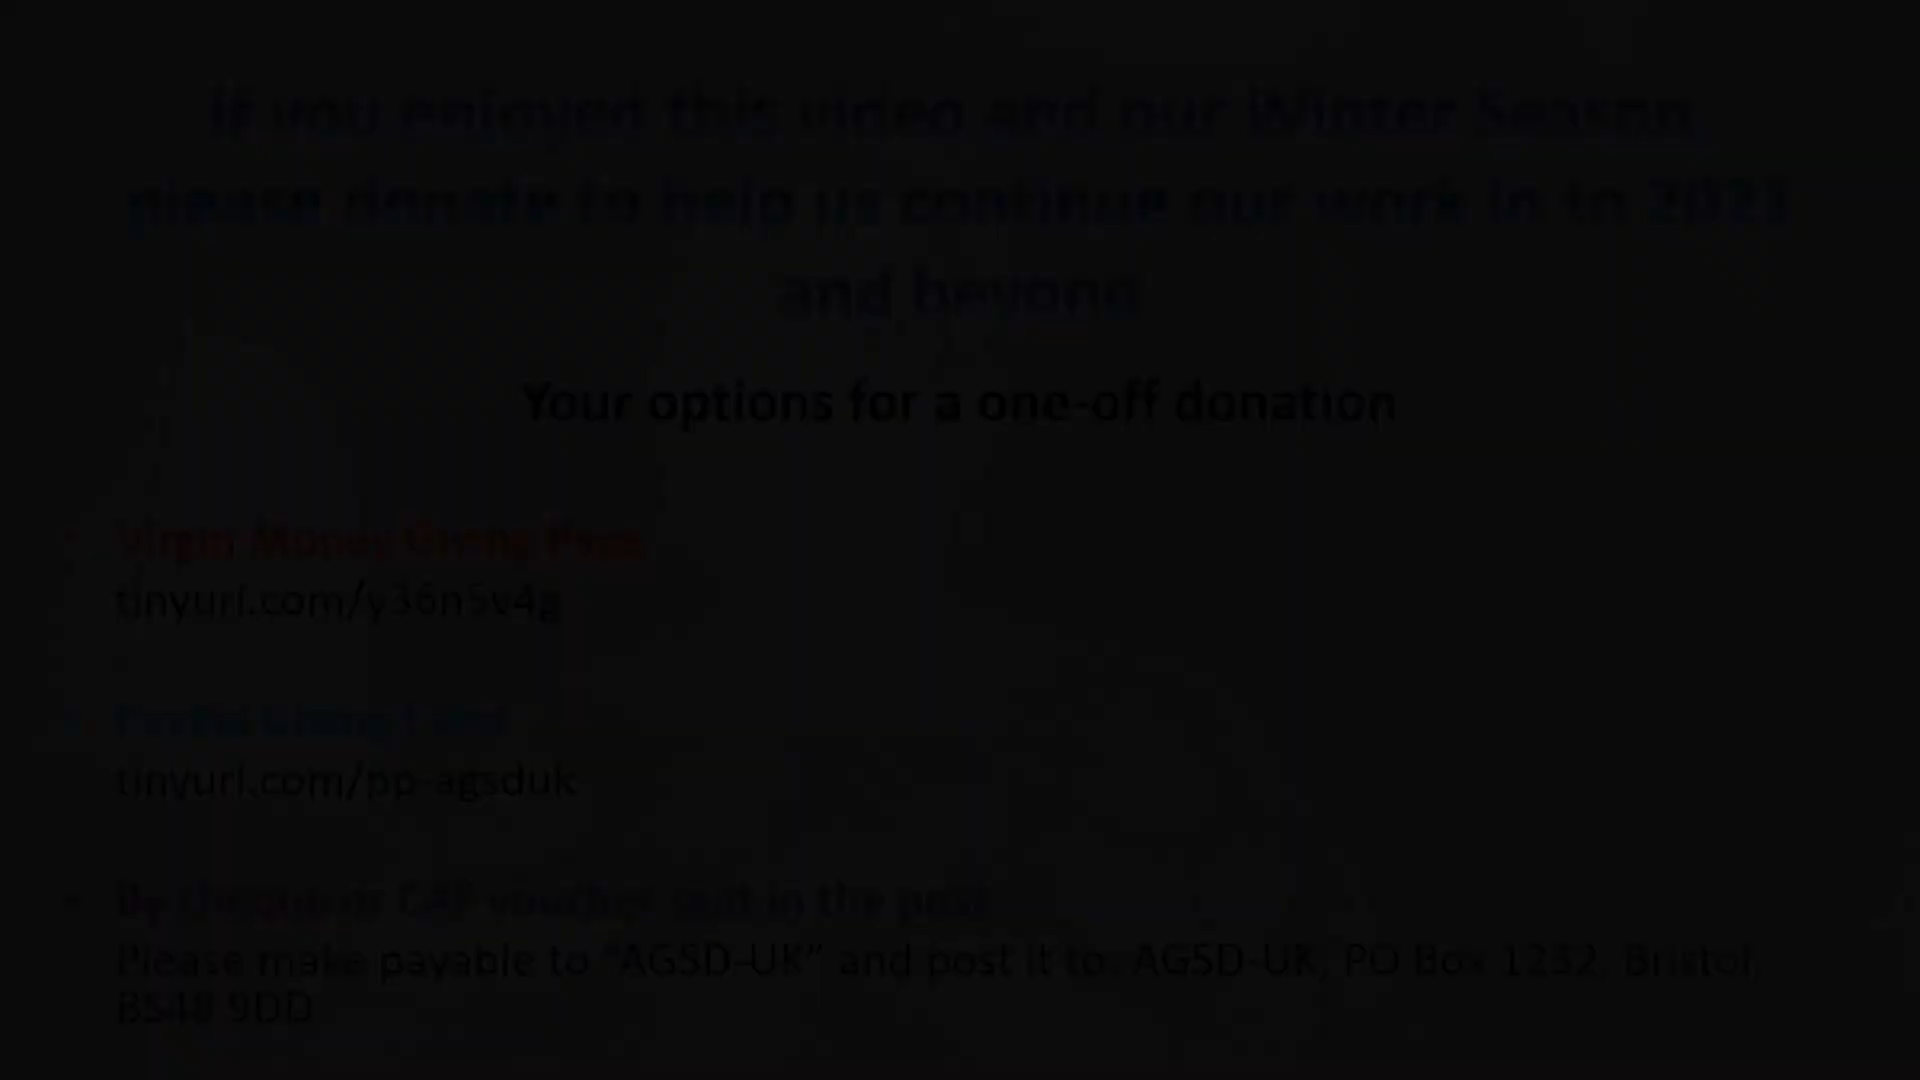 If you enjoyed this video and our Winter Season
please donate to help us continue our work in to 2021
and beyond
Your options for a one-off donation
Virgin Money Giving Page
tinyurl.com/y36n5v4g
Giving
tinyurl.com/pp-agsduk
By cheque or CAF voucher sent in the post
Please make payable to “AGSD-UK” and post it to: AGSD-UK, PO Box 1232, Bristol,
BS48 9DD